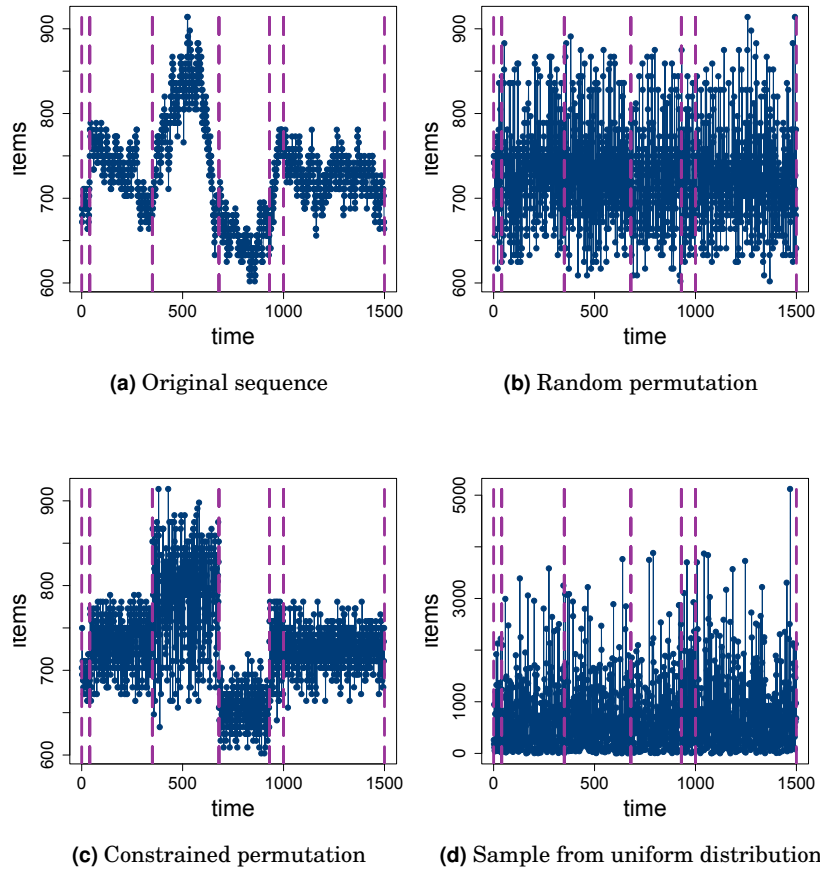 900
800
700
600
items
0
500
1000
1500
time
(a) Original sequence
900
800
700
600
items
0
500
1000
1500
time
(b) Random permutation
900
800
700
600
items
0
500
1000
1500
time
(c) Constrained permutation
5000
3000
1000
0
items
0
500
1000
1500
time
(d) Sample from uniform distribution